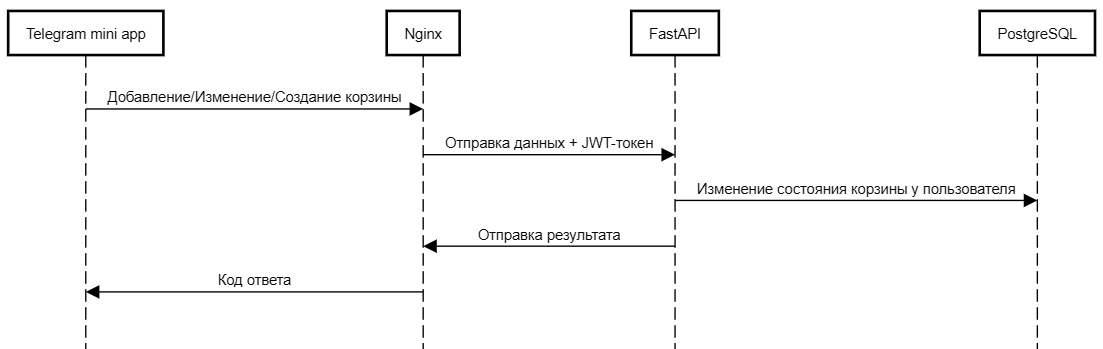 Telegram mini app
Nginx
FastAPI
PostgreSQL
Добавление/Изменение/Создание корзины
Отправка данных + JWT-токен
Изменение состояния корзины у пользователя
Отправка результата
Код ответа